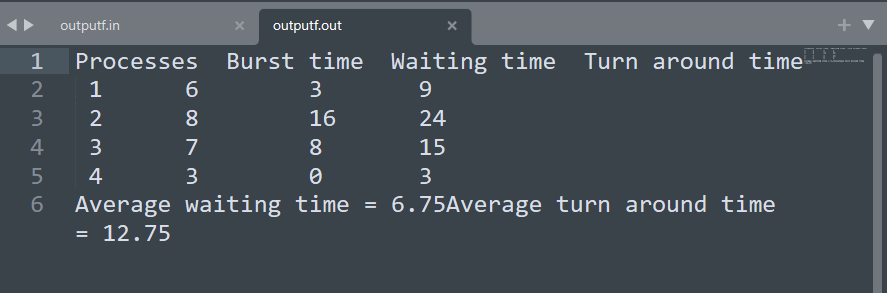 outputf.in × outputf.out × +
1 Processes  Burst time  Waiting time  Turn around time
2  1      6        3       9
3  2      8        16      24
4  3      7        8       15
5  4      3        0       3
6 Average waiting time = 6.75Average turn around time
= 12.75